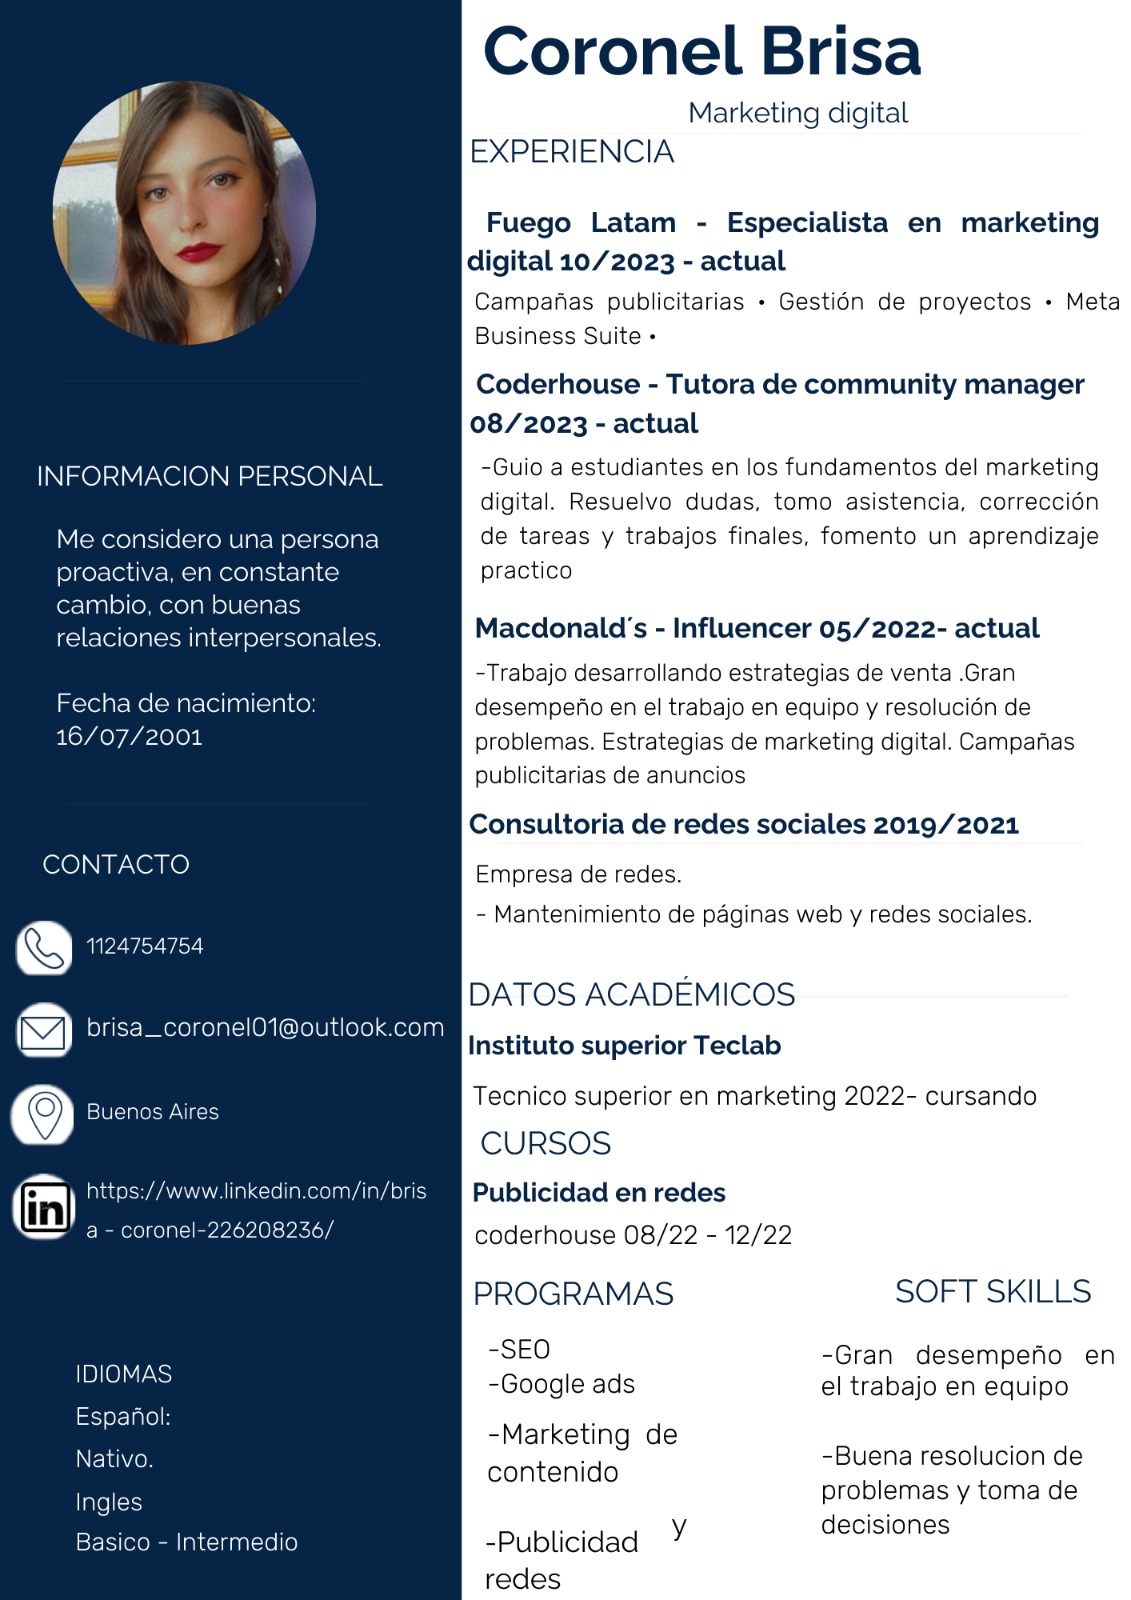 Coronel Brisa
Marketing digital
INFORMACION PERSONAL
Me considero una persona
proactiva, en constante
cambio, con buenas
relaciones interpersonales.
Fecha de nacimiento:
16/07/2001
CONTACTO
1124754754
brisa_coronel01@outlook.com
Buenos Aires
in
https://www.linkedin.com/in/bris
a - coronel-226208236/
IDIOMAS
Español:
Nativo.
Ingles
Basico - Intermedio
EXPERIENCIA
Fuego Latam - Especialista en marketing
digital 10/2023 - actual
Campañas publicitarias • Gestión de proyectos • Meta
Business Suite •
Coderhouse - Tutora de community manager
08/2023 - actual
-Guio a estudiantes en los fundamentos del marketing
digital. Resuelvo dudas, tomo asistencia, corrección
de tareas y trabajos finales, fomento un aprendizaje
practico
Macdonald´s - Influencer 05/2022- actual
-Trabajo desarrollando estrategias de venta .Gran
desempeño en el trabajo en equipo y resolución de
problemas. Estrategias de marketing digital. Campañas
publicitarias de anuncios
Consultoria de redes sociales 2019/2021
Empresa de redes.
- Mantenimiento de páginas web y redes sociales.
DATOS ACADÉMICOS
Instituto superior Teclab
Tecnico superior en marketing 2022- cursando
CURSOS
Publicidad en redes
coderhouse 08/22 - 12/22
PROGRAMAS
-SEO
-Google ads
-Marketing de
contenido
-Publicidad y
redes
SOFT SKILLS
-Gran desempeño en
el trabajo en equipo
-Buena resolucion de
problemas y toma de
decisiones